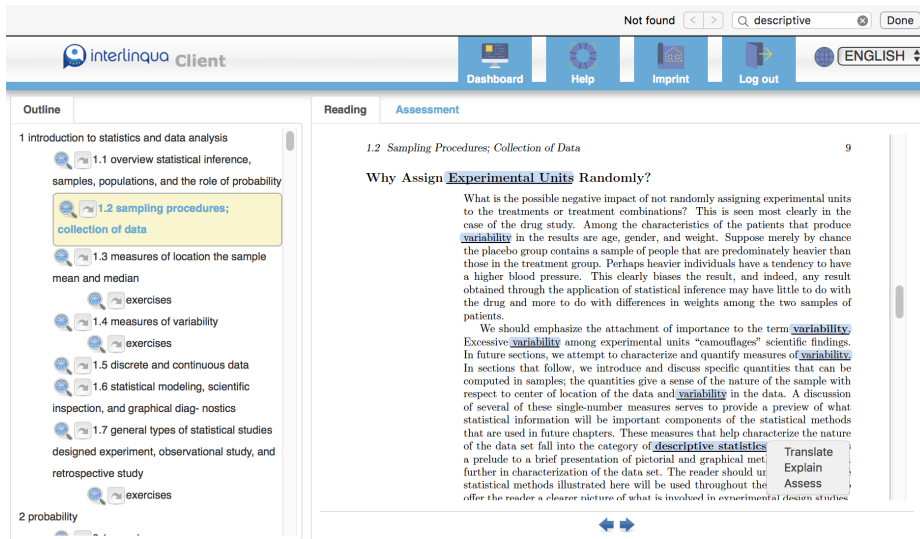 Not found < > descriptive Done
interlinqua Client
Dashboard Help Imprint Log out ENGLISH
Outline
1 introduction to statistics and data analysis
1.1 overview statistical inference,
samples, populations, and the role of probability
1.2 sampling procedures;
collection of data
1.3 measures of location the sample
mean and median
exercises
1.4 measures of variability
exercises
1.5 discrete and continuous data
1.6 statistical modeling, scientific
inspection, and graphical diag- nostics
1.7 general types of statistical studies
designed experiment, observational study, and
retrospective study
exercises
2 probability
Reading Assessment
1.2 Sampling Procedures; Collection of Data 9
Why Assign Experimental Units Randomly?
What is the possible negative impact of not randomly assigning experimental units
to the treatments or treatment combinations? This is seen most clearly in the
case of the drug study. Among the characteristics of the patients that produce
variability in the results are age, gender, and weight. Suppose merely by chance
the placebo group contains a sample of people that are predominately heavier than
those in the treatment group. Perhaps heavier individuals have a tendency to have
a higher blood pressure. This clearly biases the result, and indeed, any result
obtained through the application of statistical inference may have little to do with
the drug and more to do with differences in weights among the two samples of
patients.
We should emphasize the attachment of importance to the term variability.
Excessive variability among experimental units “camouflages” scientific findings.
In future sections, we attempt to characterize and quantify measures of variability.
In sections that follow, we introduce and discuss specific quantities that can be
computed in samples; the quantities give a sense of the nature of the sample with
respect to center of location of the data and variability in the data. A discussion
of several of these single-number measures serves to provide a preview of what
statistical information will be important components of the statistical methods
that are used in future chapters. These measures that help characterize the nature
of the data set fall into the category of descriptive statistics
a prelude to a brief presentation of pictorial and graphical
further in characterization of the data set. The reader should
statistical methods illustrated here will be used throughout the
offer the reader a clearer picture of what is involved in experimental design studies.
Translate
Explain
Assess